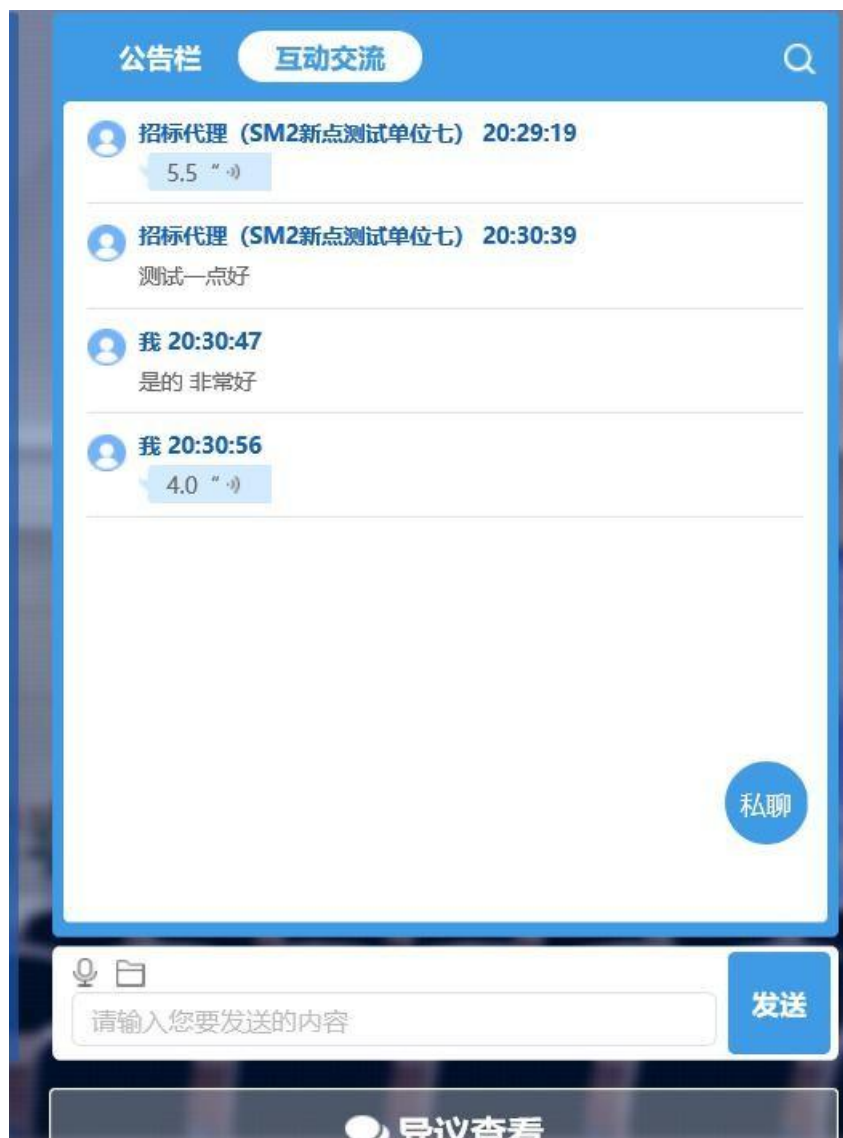 公告栏 互动交流
招标代理（SM2新点测试单位七） 20:29:19
5.5 "
招标代理（SM2新点测试单位七） 20:30:39
测试一点好
我 20:30:47
是的 非常好
我 20:30:56
4.0 "
私聊
请输入您要发送的内容
发送
异议查看